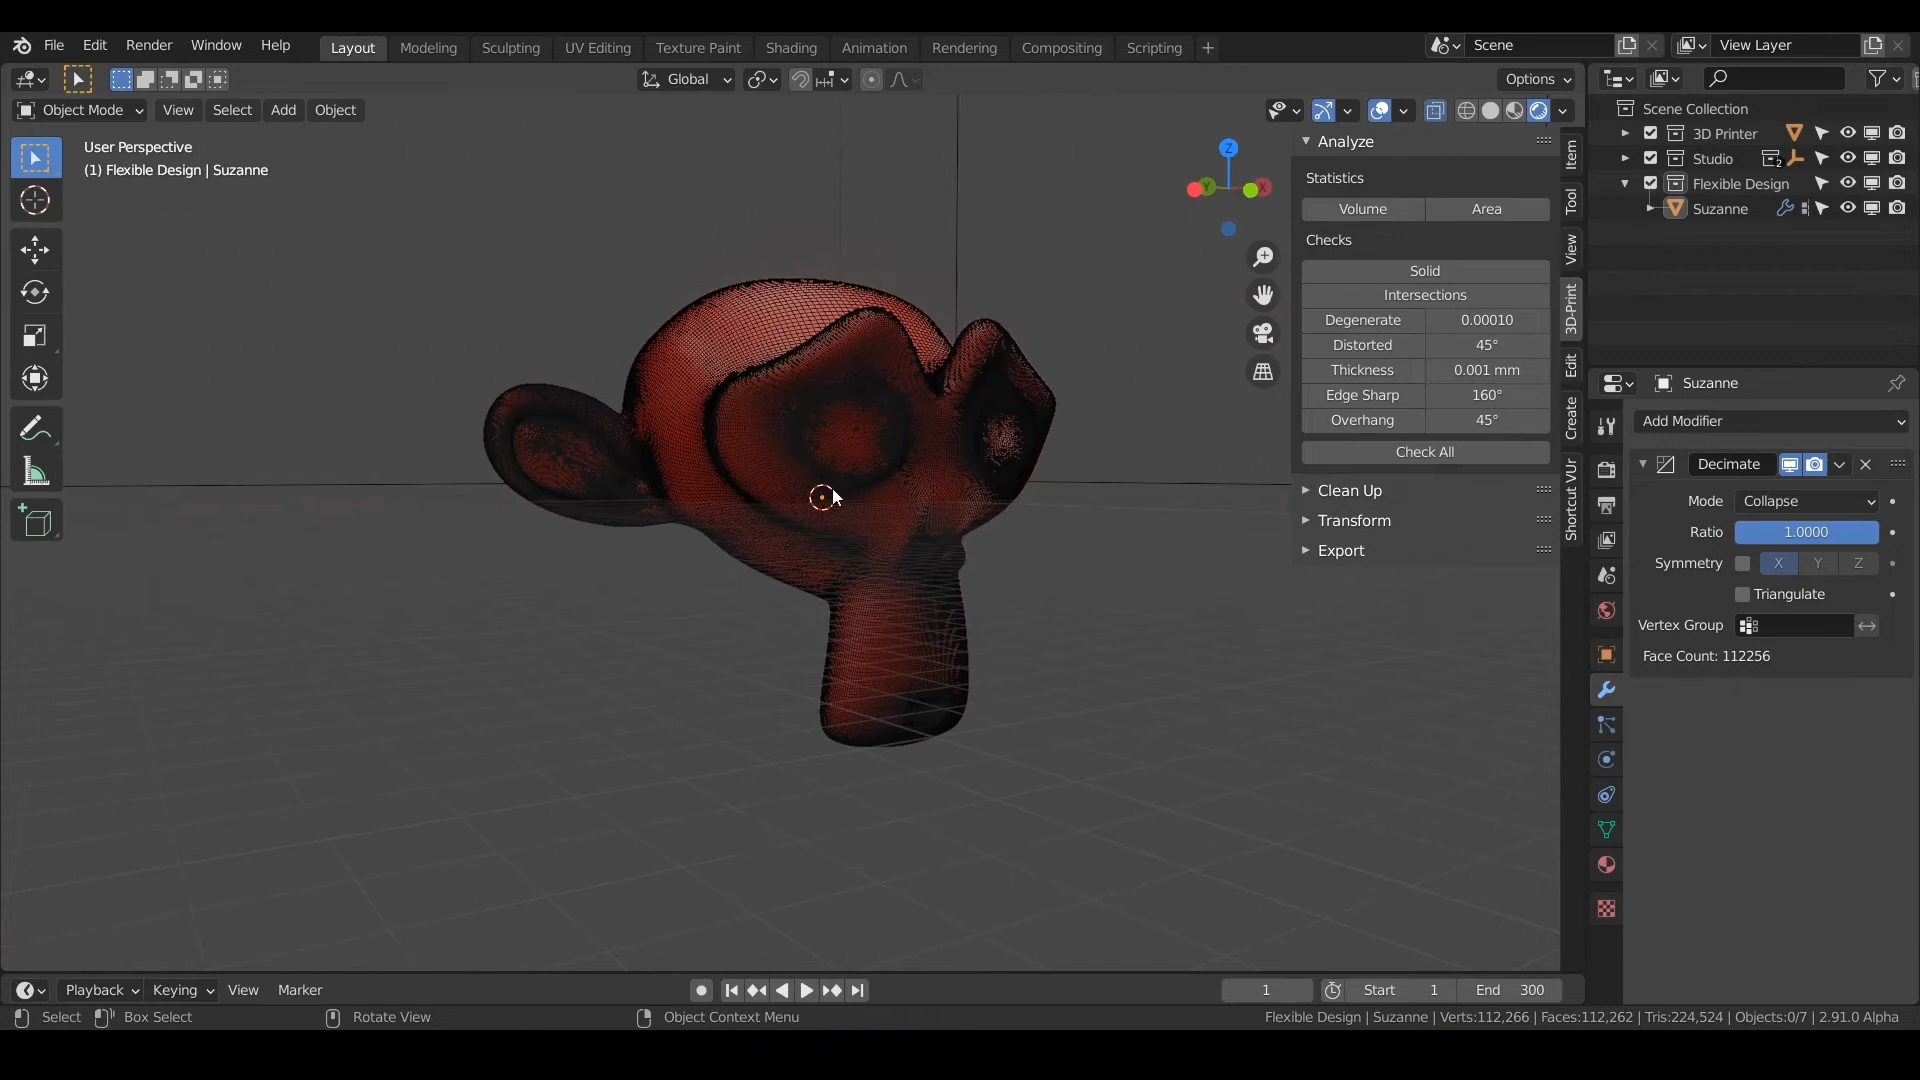 File Edit Render Window Help Layout Modeling Sculpting UV Editing Texture Paint Shading Animation Rendering Compositing Scripting + Scene View Layer
Global Options
Object Mode View Select Add Object
User Perspective
(1) Flexible Design | Suzanne
Z
Y X
Analyze
Statistics
Volume Area
Checks
Solid
Intersections
Degenerate 0.00010
Distorted 45°
Thickness 0.001 mm
Edge Sharp 160°
Overhang 45°
Check All
Clean Up
Transform
Export
Item
Tool
View
3D-Print
Edit
Create
Shortcut VUr
Scene Collection
3D Printer
Studio 2
Flexible Design
Suzanne
Suzanne
Add Modifier
Decimate
Mode Collapse
Ratio 1.0000
Symmetry X Y Z
Triangulate
Vertex Group
Face Count: 112256
Playback Keying View Marker 1 Start 1 End 300
Select Box Select Rotate View Object Context Menu Flexible Design | Suzanne | Verts:112,266 | Faces:112,262 | Tris:224,524 | Objects:0/7 | 2.91.0 Alpha